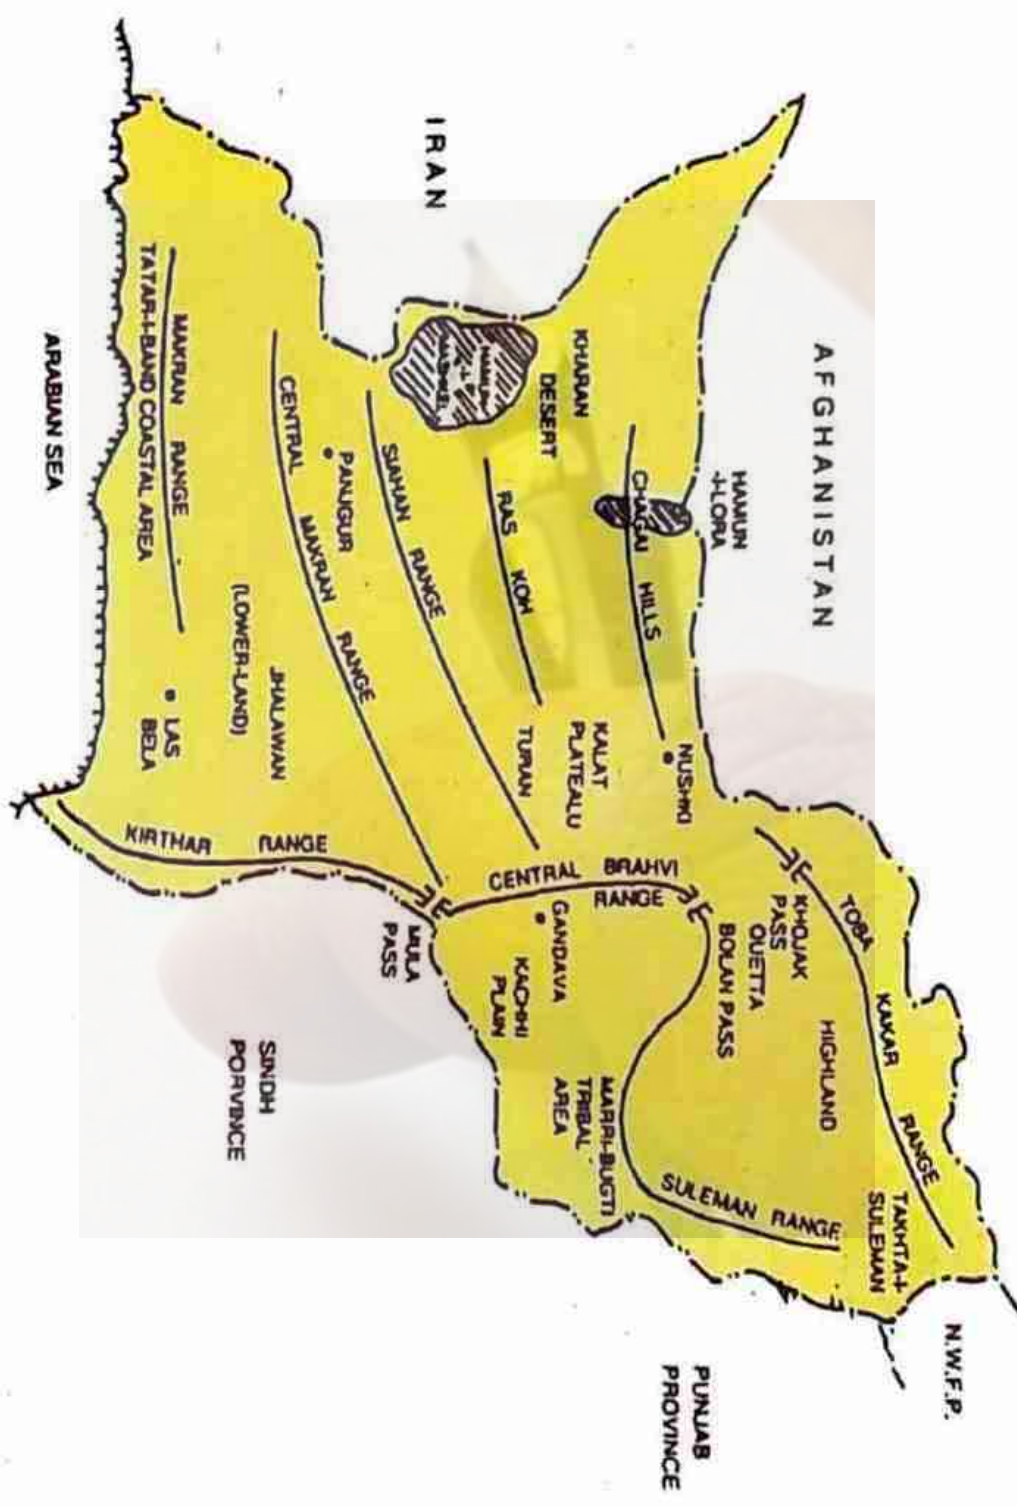 N.W.F.P.
AFGHANISTAN
TAKHTA-I-
SULEMAN
TOBA KAKAR RANGE
HIGHLAND
KHOJAK
PASS
QUETTA
BOLAN PASS
HAMUN
-I-LORA
NUSHKI
CHAGAI HILLS
SULEMAN RANGE
PUNJAB
PROVINCE
CENTRAL BRAHVI
RANGE
MARRI-BUGTI
TRIBAL
AREA
KALAT
PLATEALU
KHARAN
DESERT
GANDAVA
KACHHI
PLAIN
TURAN
RAS KOH
HAMUN
IRAN
SIAHAN RANGE
MULA
PASS
PANJGUR
CENTRAL MAKRAN RANGE
KIRTHAR RANGE
JHALAWAN
(LOWER-LAND)
SINDH
PORVINCE
MAKRAN RANGE
LAS
BELA
TATAR-I-BAND COASTAL AREA
ARABIAN SEA